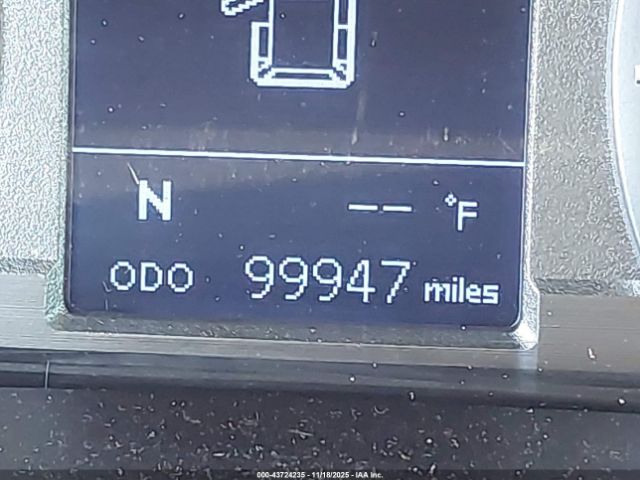 N -- °F
ODO 99947 miles
000-43724235 - 11/18/2025 - IAA Inc.